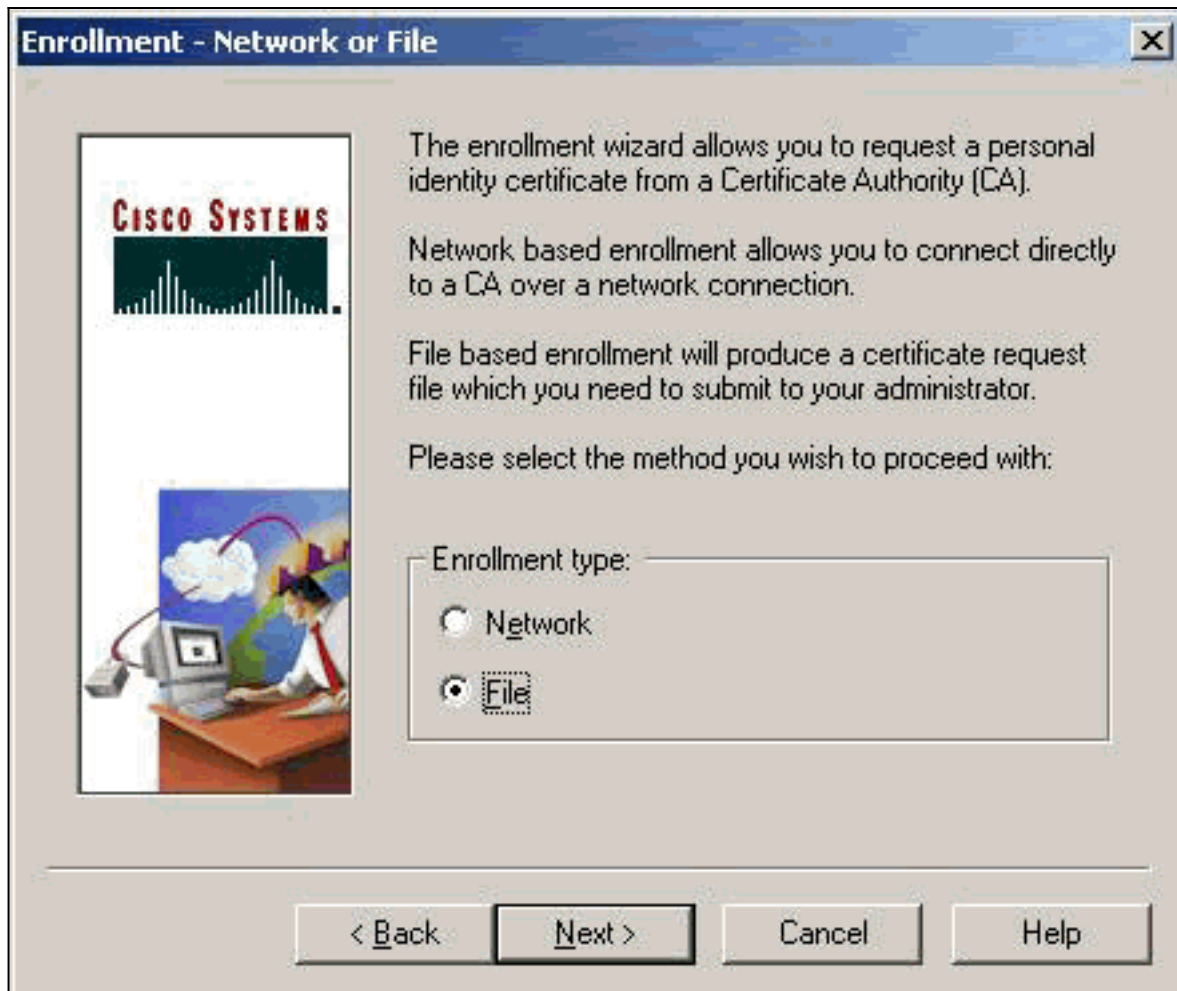 Enrollment - Network or File
CISCO SYSTEMS
The enrollment wizard allows you to request a personal
identity certificate from a Certificate Authority (CA).
Network based enrollment allows you to connect directly
to a CA over a network connection.
File based enrollment will produce a certificate request
file which you need to submit to your administrator.
Please select the method you wish to proceed with:
Enrollment type:
Network
File
< Back
Next >
Cancel
Help